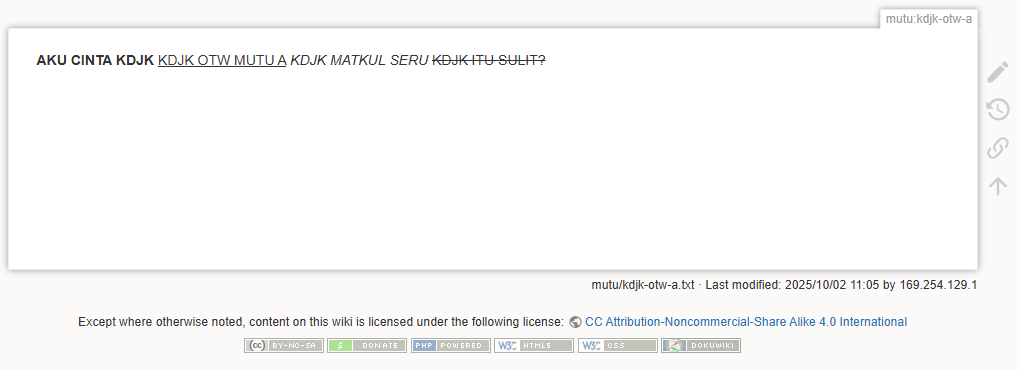 mutu:kdjk-otw-a
AKU CINTA KDJK KDJK OTW MUTU A KDJK MATKUL SERU KDJK ITU SULIT?
mutu/kdjk-otw-a.txt · Last modified: 2025/10/02 11:05 by 169.254.129.1
Except where otherwise noted, content on this wiki is licensed under the following license: CC Attribution-Noncommercial-Share Alike 4.0 International
(cc) BY-NC-SA $ DONATE PHP POWERED W3C HTML5 W3C CSS DOKUWIKI